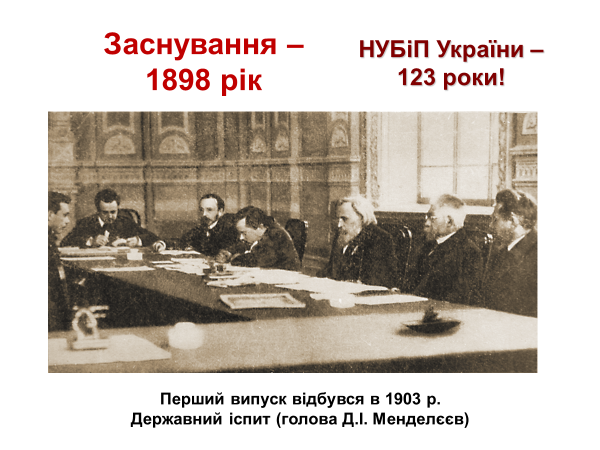 Заснування –
1898 рік
НУБіП України –
123 роки!
Перший випуск відбувся в 1903 р.
Державний іспит (голова Д.І. Менделєєв)